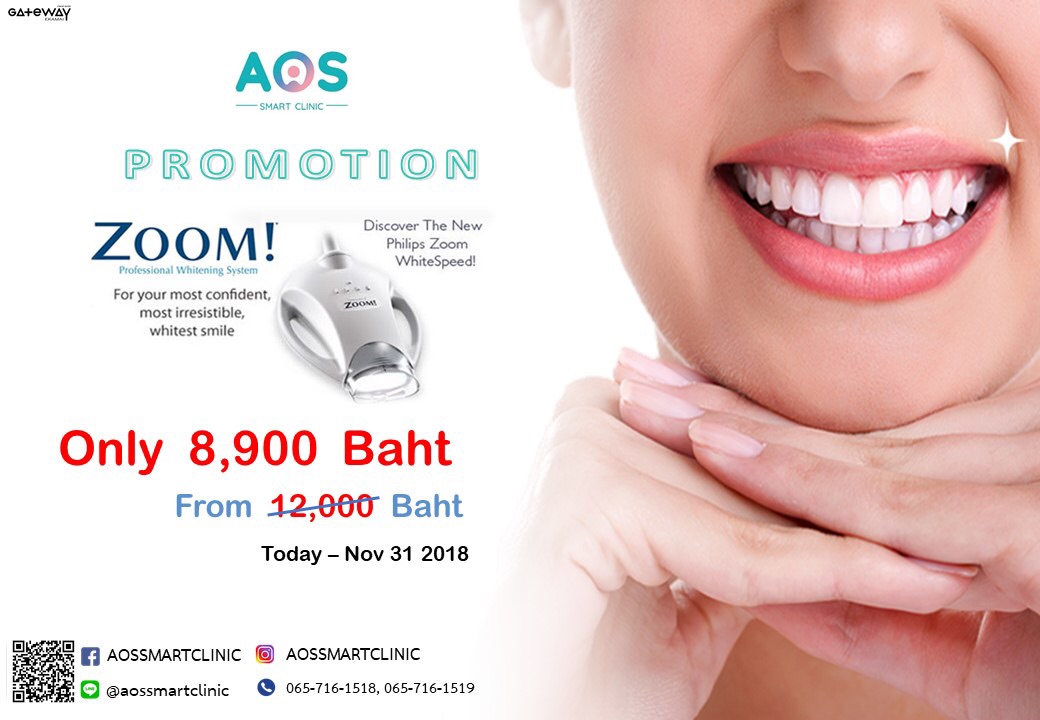 GATEWAY
EKAMAI
AOS
SMART CLINIC
PROMOTION
ZOOM!
Professional Whitening System
For your most confident,
most irresistible,
whitest smile
Discover The New
Philips Zoom
WhiteSpeed!
ZOOM!
Only 8,900 Baht
From 12,000 Baht
Today – Nov 31 2018
AOSSMARTCLINIC
AOSSMARTCLINIC
LINE
@aossmartclinic
065-716-1518, 065-716-1519